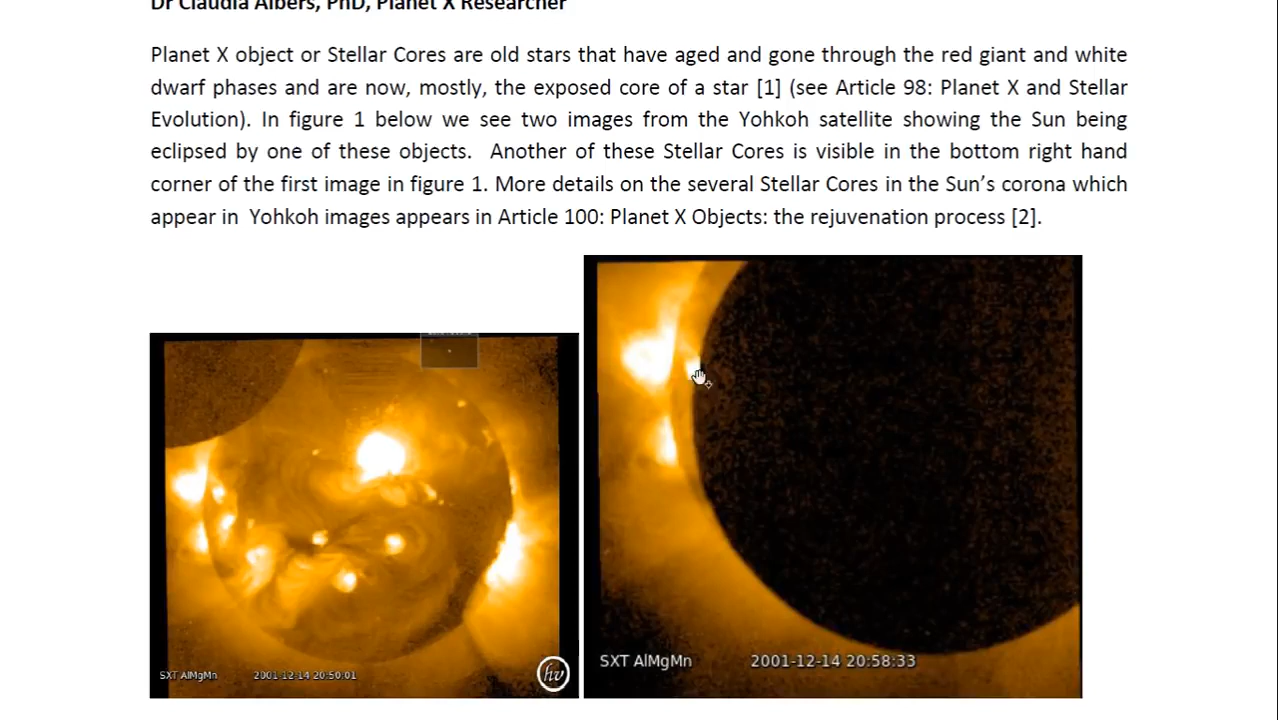 Dr Claudia Albers, PhD, Planet X Researcher
Planet X object or Stellar Cores are old stars that have aged and gone through the red giant and white
dwarf phases and are now, mostly, the exposed core of a star [1] (see Article 98: Planet X and Stellar
Evolution). In figure 1 below we see two images from the Yohkoh satellite showing the Sun being
eclipsed by one of these objects.  Another of these Stellar Cores is visible in the bottom right hand
corner of the first image in figure 1. More details on the several Stellar Cores in the Sun's corona which
appear in  Yohkoh images appears in Article 100: Planet X Objects: the rejuvenation process [2].
SXT AlMgMn 2001-12-14 20:50:01
hv
SXT AlMgMn 2001-12-14 20:58:33